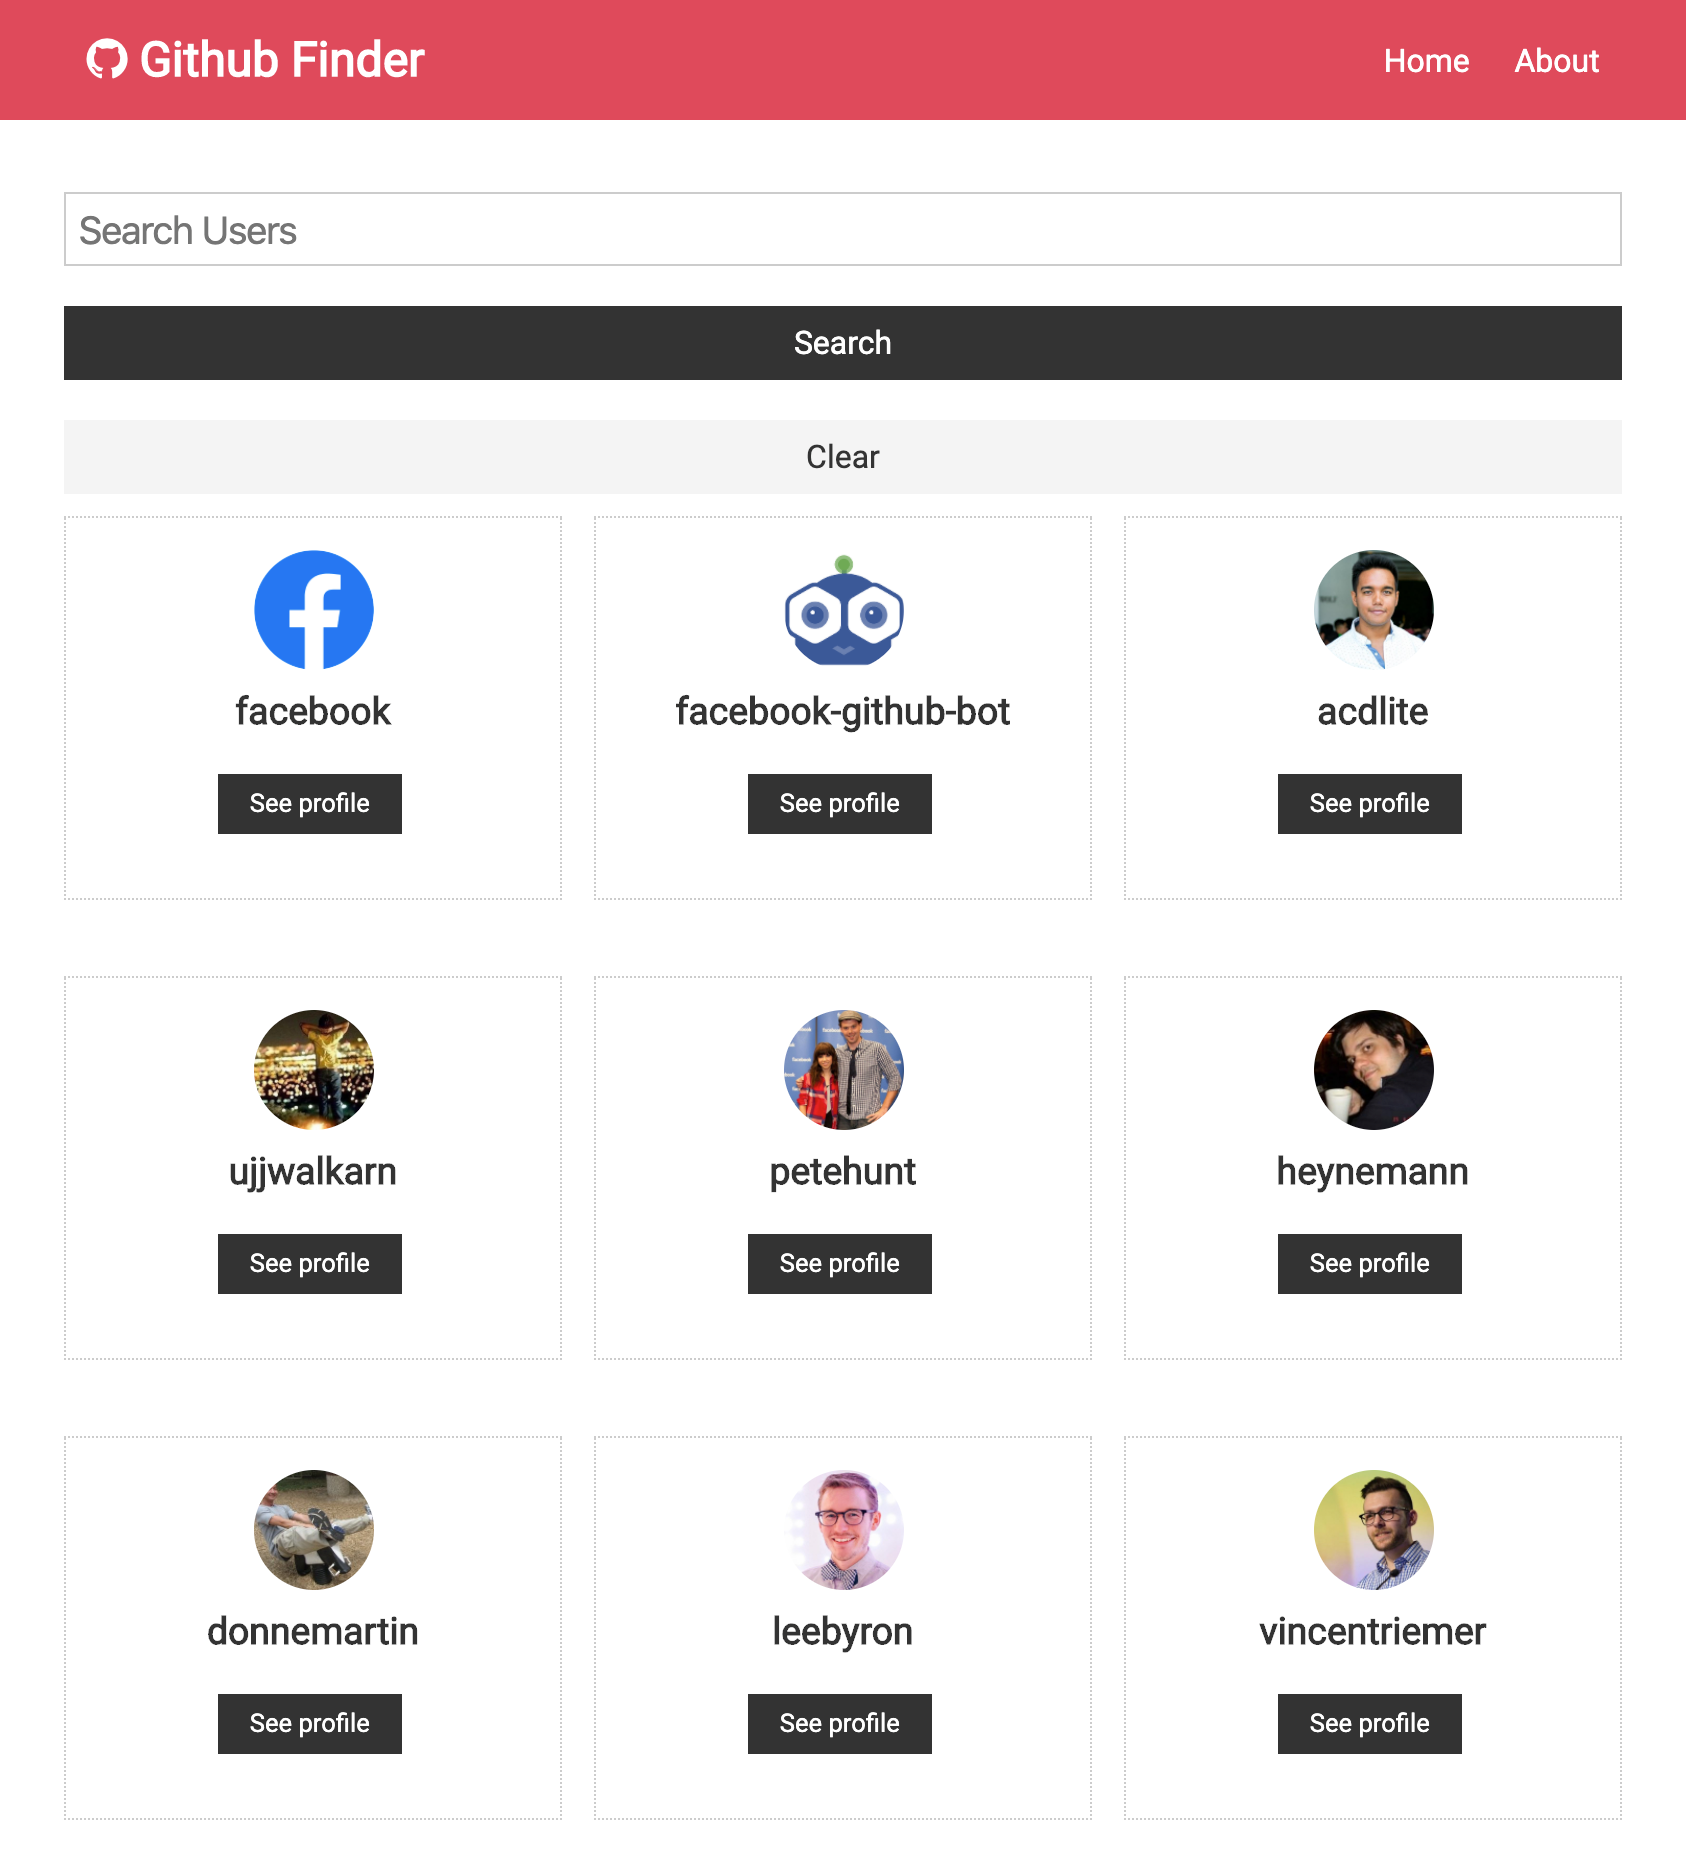 Github Finder
Home About
Search Users
Search
Clear
facebook
facebook-github-bot
acdlite
See profile
See profile
See profile
ujjwalkarn
petehunt
heynemann
See profile
See profile
See profile
donnemartin
leebyron
vincentriemer
See profile
See profile
See profile